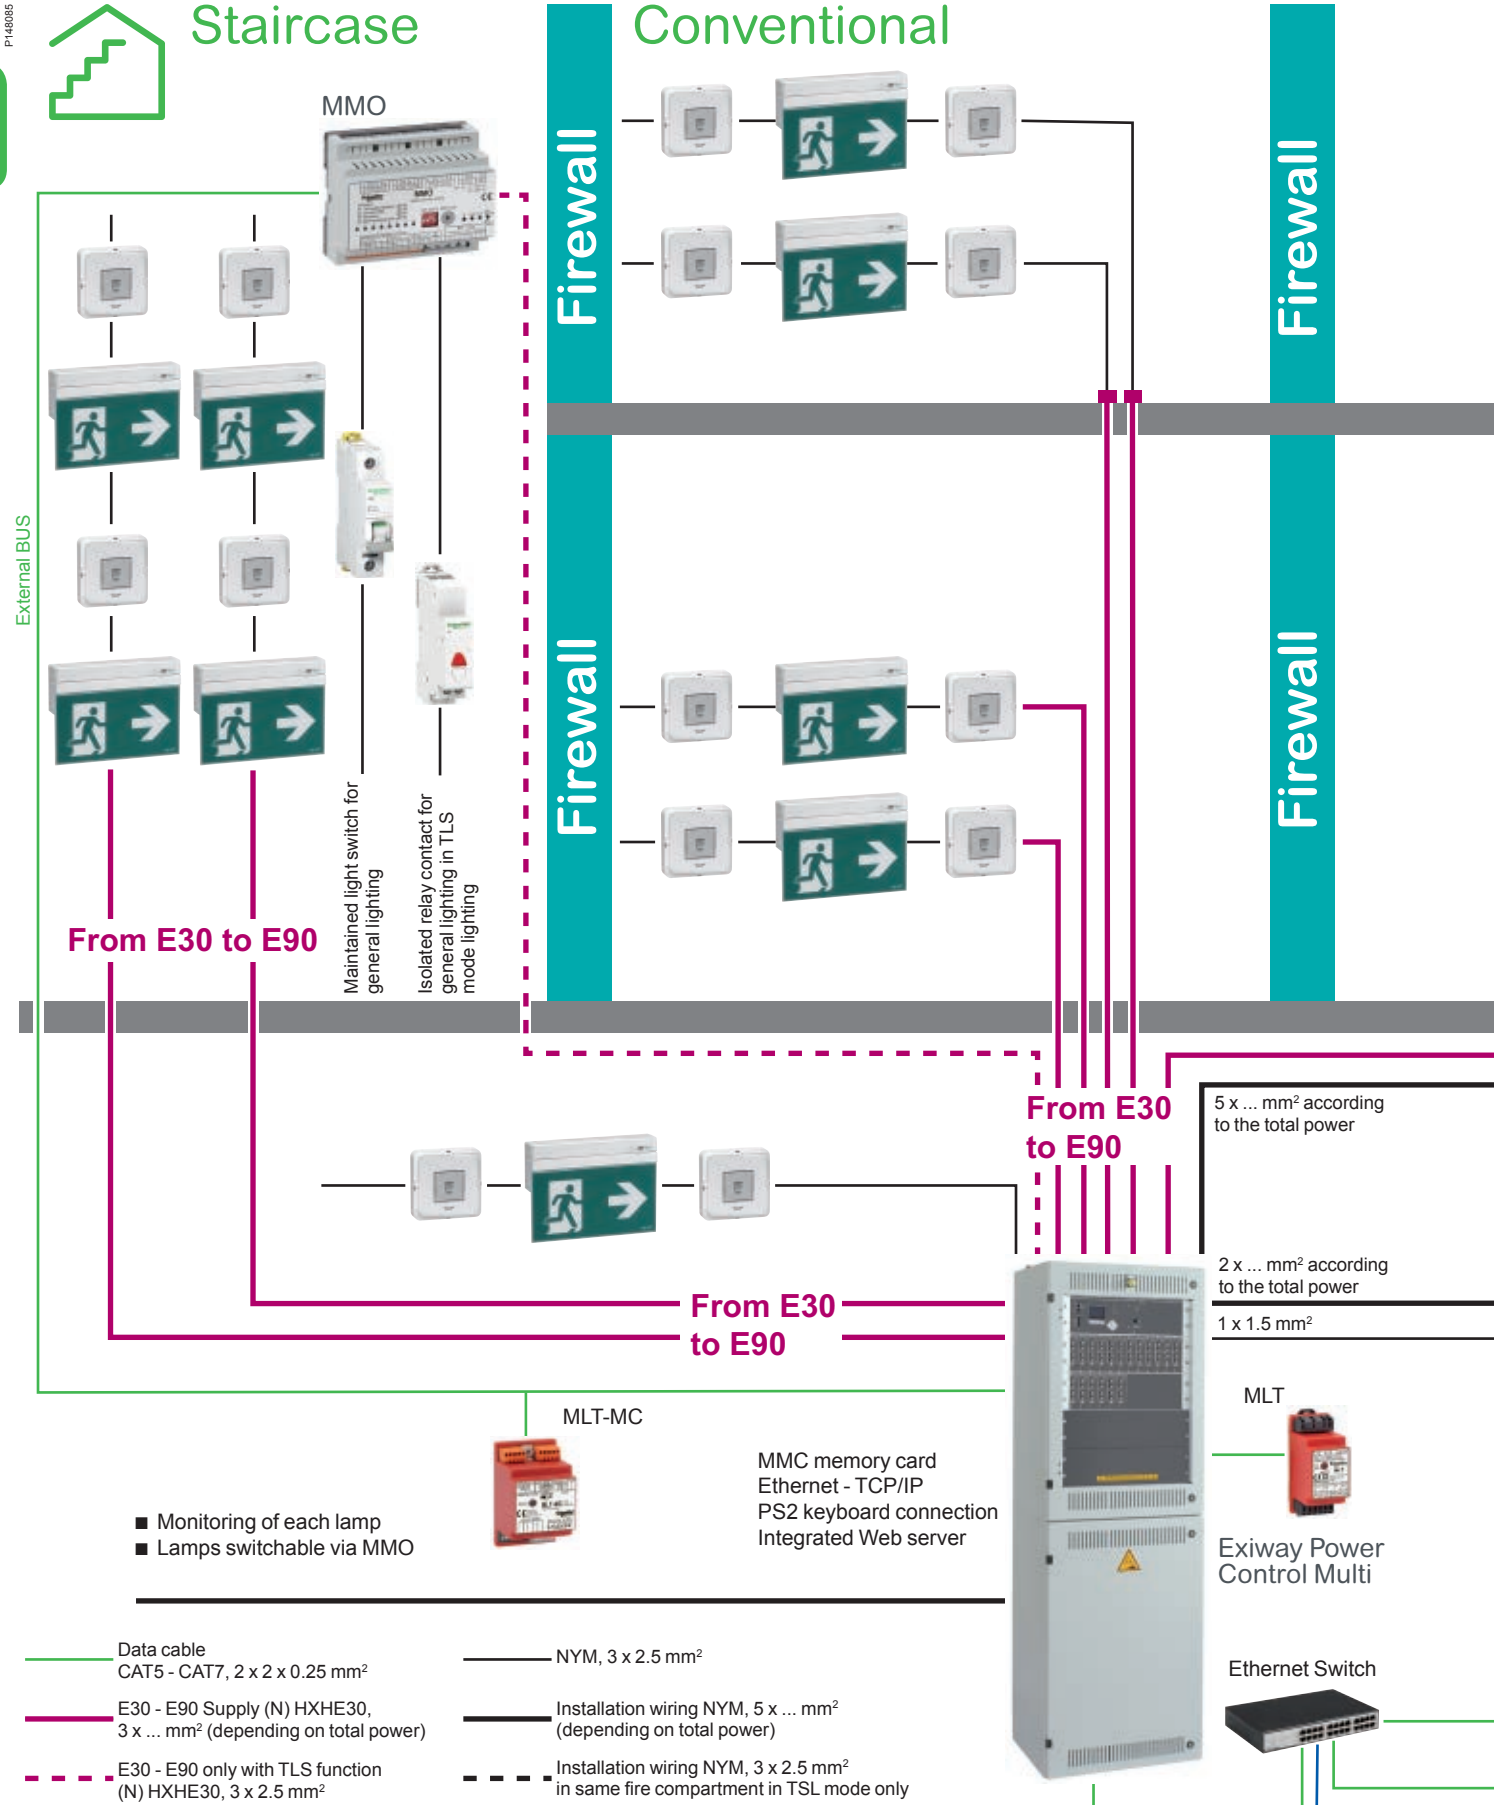 P148085
Staircase
Conventional
MMO
Firewall
Firewall
External BUS
Firewall
Firewall
Maintained light switch for
general lighting
Isolated relay contact for
general lighting in TLS
mode lighting
From E30 to E90
From E30
to E90
5 x ... mm² according
to the total power
2 x ... mm² according
to the total power
1 x 1.5 mm²
From E30
to E90
MLT-MC
MLT
MMC memory card
Ethernet - TCP/IP
PS2 keyboard connection
Integrated Web server
■ Monitoring of each lamp
■ Lamps switchable via MMO
Exiway Power
Control Multi
Data cable
CAT5 - CAT7, 2 x 2 x 0.25 mm²
NYM, 3 x 2.5 mm²
Ethernet Switch
E30 - E90 Supply (N) HXHE30,
3 x ... mm² (depending on total power)
Installation wiring NYM, 5 x ... mm²
(depending on total power)
E30 - E90 only with TLS function
(N) HXHE30, 3 x 2.5 mm²
Installation wiring NYM, 3 x 2.5 mm²
in same fire compartment in TSL mode only